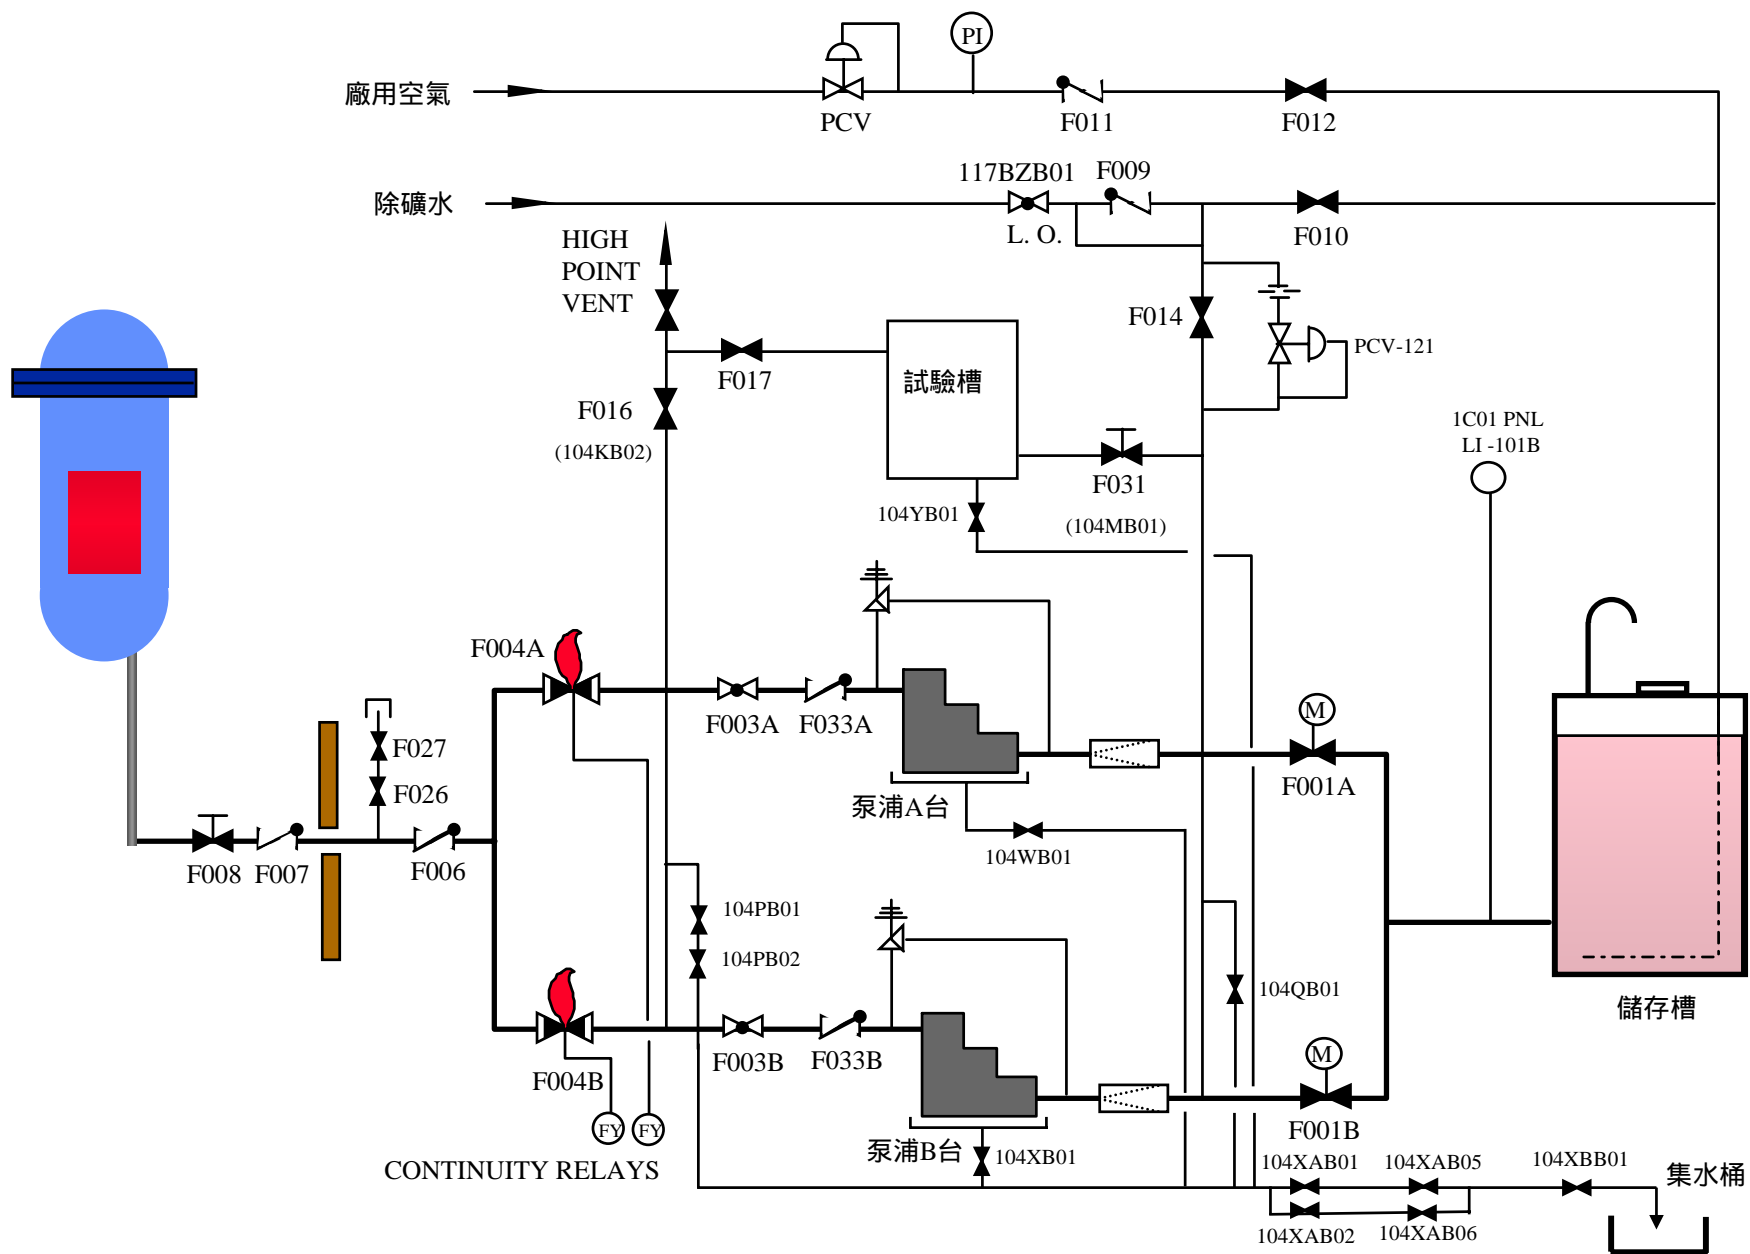 PI
廠用空氣
PCV
F011
F012
117BZB01
F009
除礦水
L. O.
F010
HIGH
POINT
VENT
F014
PCV-121
F017
試驗槽
F016
(104KB02)
1C01 PNL
LI -101B
F031
104YB01
(104MB01)
F004A
F003A
F033A
M
F027
F026
F001A
泵浦A台
104WB01
F008
F007
F006
104PB01
104PB02
104QB01
儲存槽
F003B
F033B
M
F004B
FY
FY
F001B
泵浦B台
104XB01
CONTINUITY RELAYS
104XAB01
104XAB05
104XBB01
集水桶
104XAB02
104XAB06